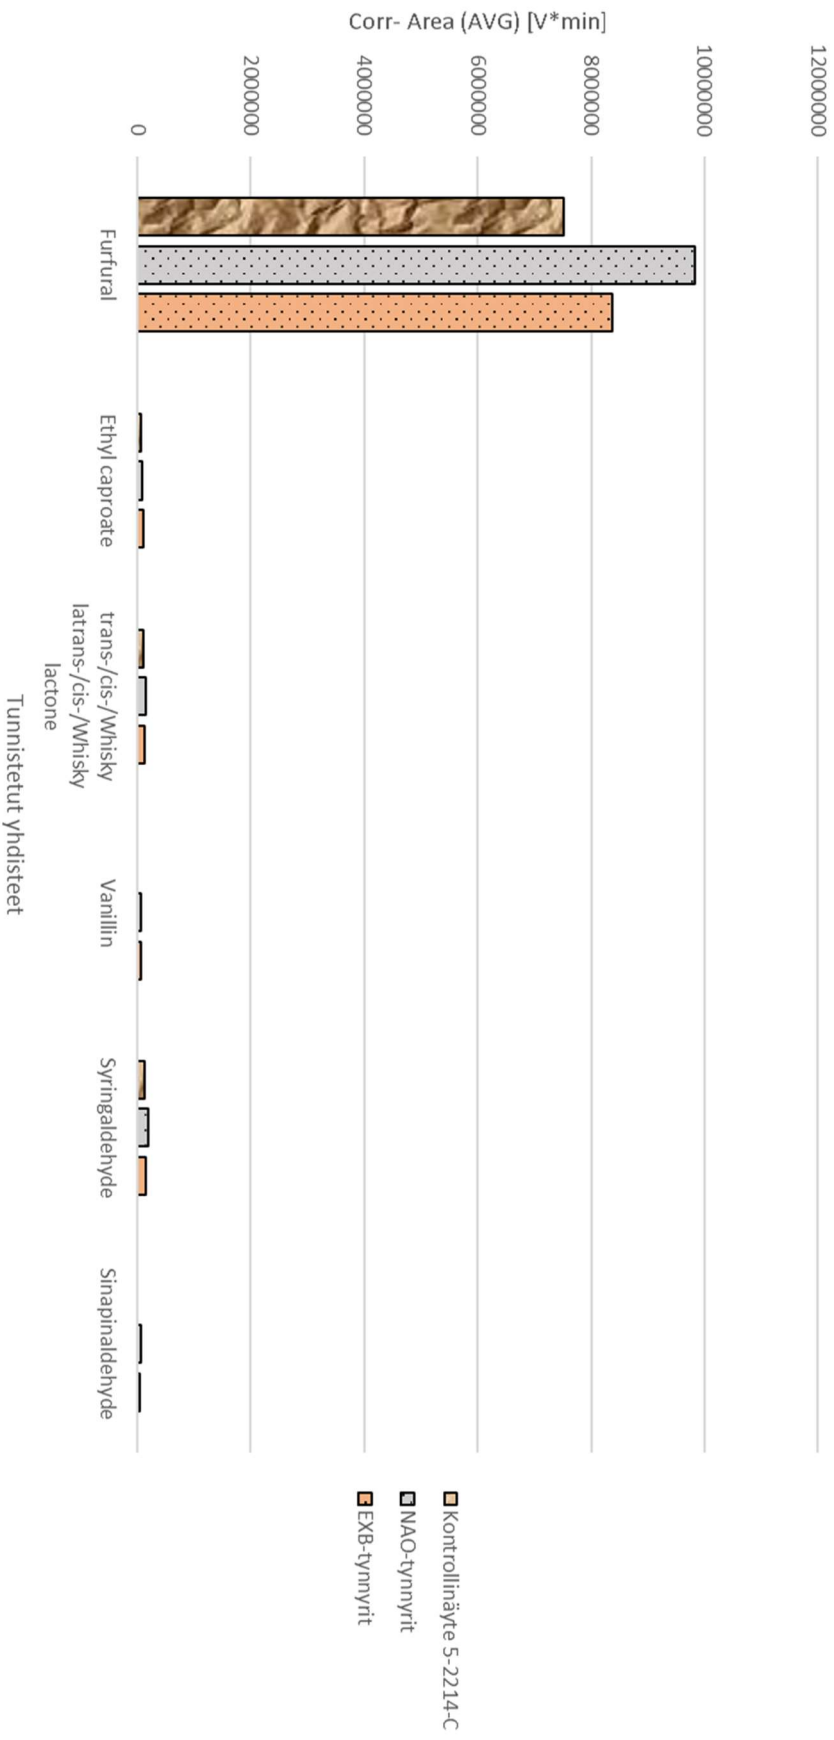 Corr- Area (AVG) [V*min]
12000000
10000000
8000000
6000000
4000000
2000000
0
Furfural
Ethyl caproate
trans-/cis-/Whisky
latrans-/cis-/Whisky
lactone
Vanillin
Syringaldehyde
Sinapinaldehyde
Tunnistetut yhdisteet
Kontrollinäyte 5-2214-C
NAO-tynnyrit
EXB-tynnyrit